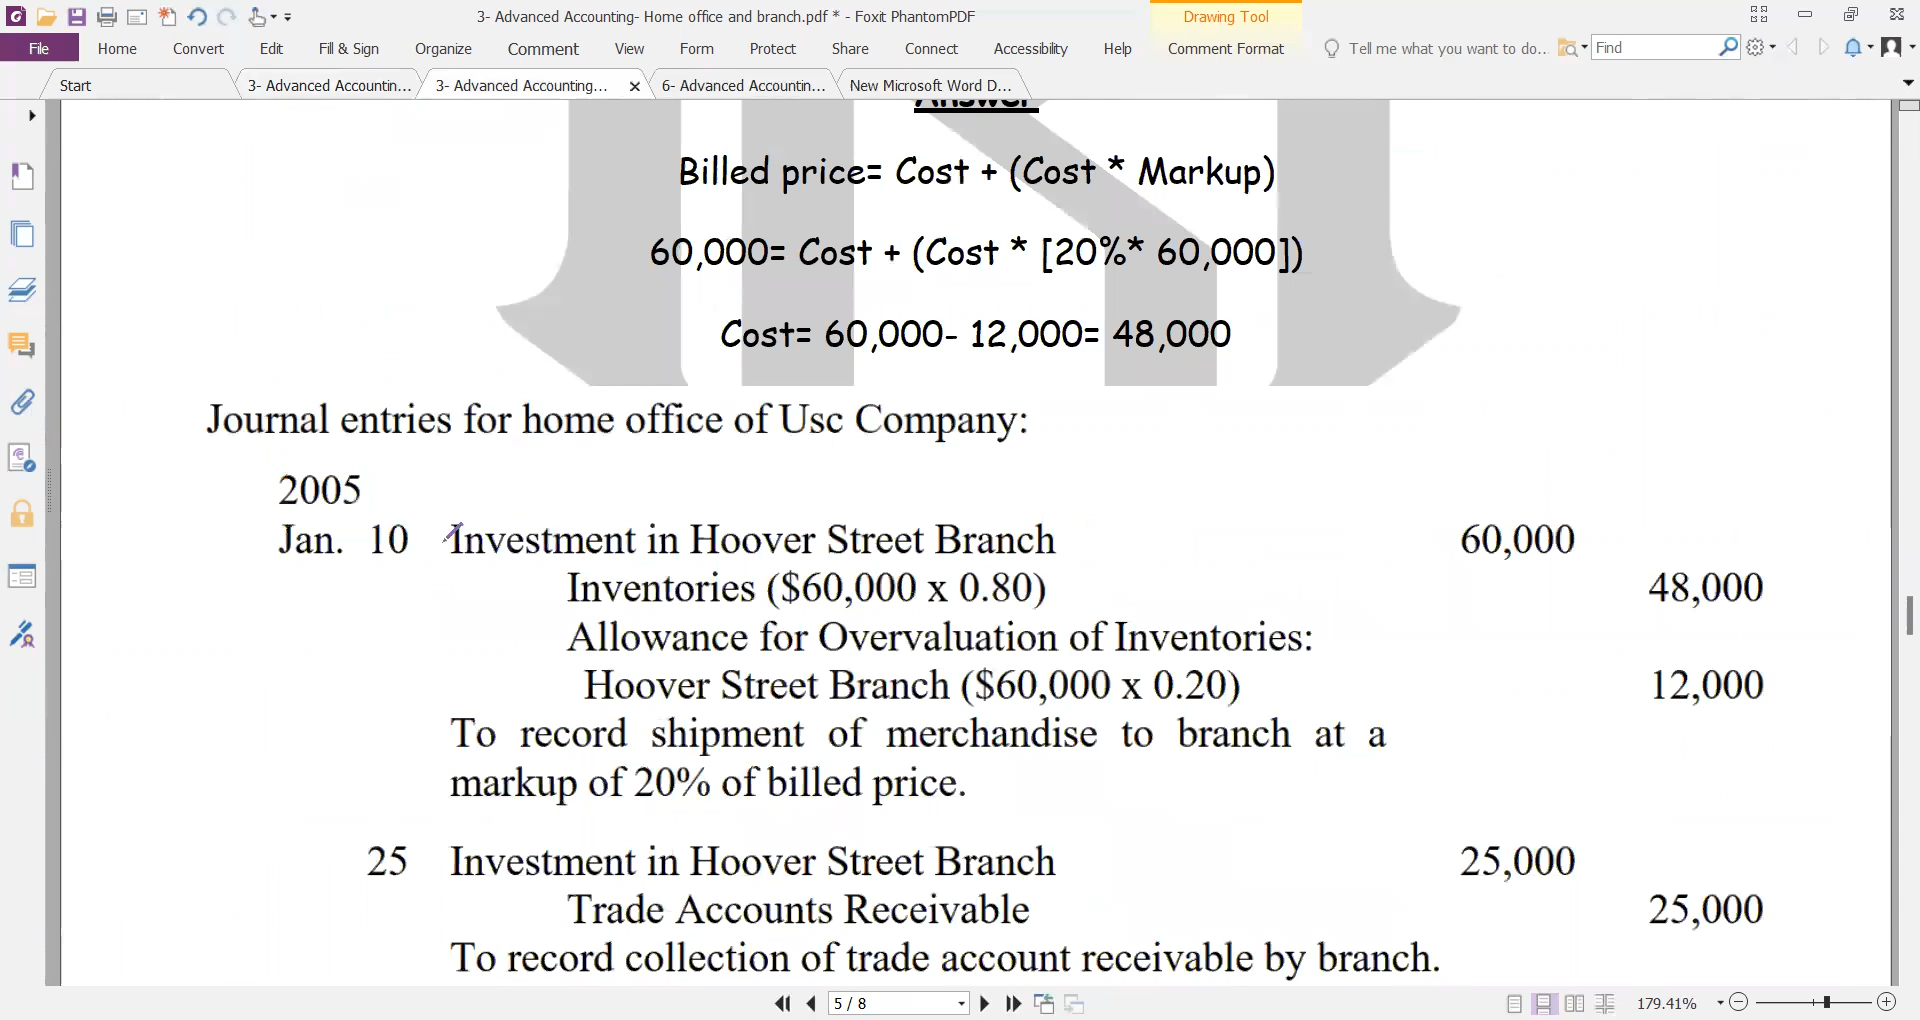 3- Advanced Accounting- Home office and branch.pdf * - Foxit PhantomPDF
Drawing Tool
File Home Convert Edit Fill & Sign Organize Comment View Form Protect Share Connect Accessibility Help Comment Format Tell me what you want to do... Find
Start 3- Advanced Accountin... 3- Advanced Accounting... 6- Advanced Accountin... New Microsoft Word D...
Answer
Billed price= Cost + (Cost * Markup)
60,000= Cost + (Cost * [20%* 60,000])
Cost= 60,000- 12,000= 48,000
Journal entries for home office of Usc Company:
2005
Jan. 10 Investment in Hoover Street Branch 60,000
Inventories ($60,000 x 0.80) 48,000
Allowance for Overvaluation of Inventories:
Hoover Street Branch ($60,000 x 0.20) 12,000
To record shipment of merchandise to branch at a
markup of 20% of billed price.
25 Investment in Hoover Street Branch 25,000
Trade Accounts Receivable 25,000
To record collection of trade account receivable by branch.
5 / 8
179.41%